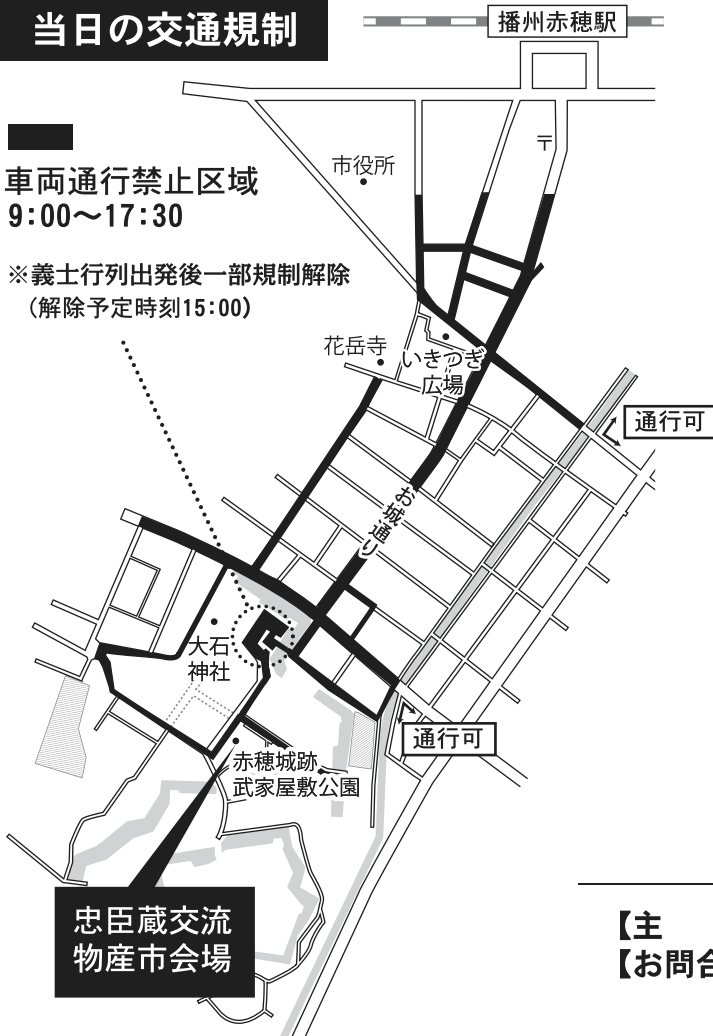 当日の交通規制
播州赤穂駅
〒
市役所
車両通行禁止区域
9:00〜17:30
※義士行列出発後一部規制解除
（解除予定時刻15:00）
花岳寺
いきつぎ
広場
通行可
お城通り
大石
神社
通行可
赤穂城跡
武家屋敷公園
忠臣蔵交流
物産市会場
【主
【お問合